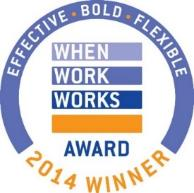 EFFECTIVE • BOLD • FLEXIBLE
WHEN
WORK
WORKS
AWARD
2014 WINNER